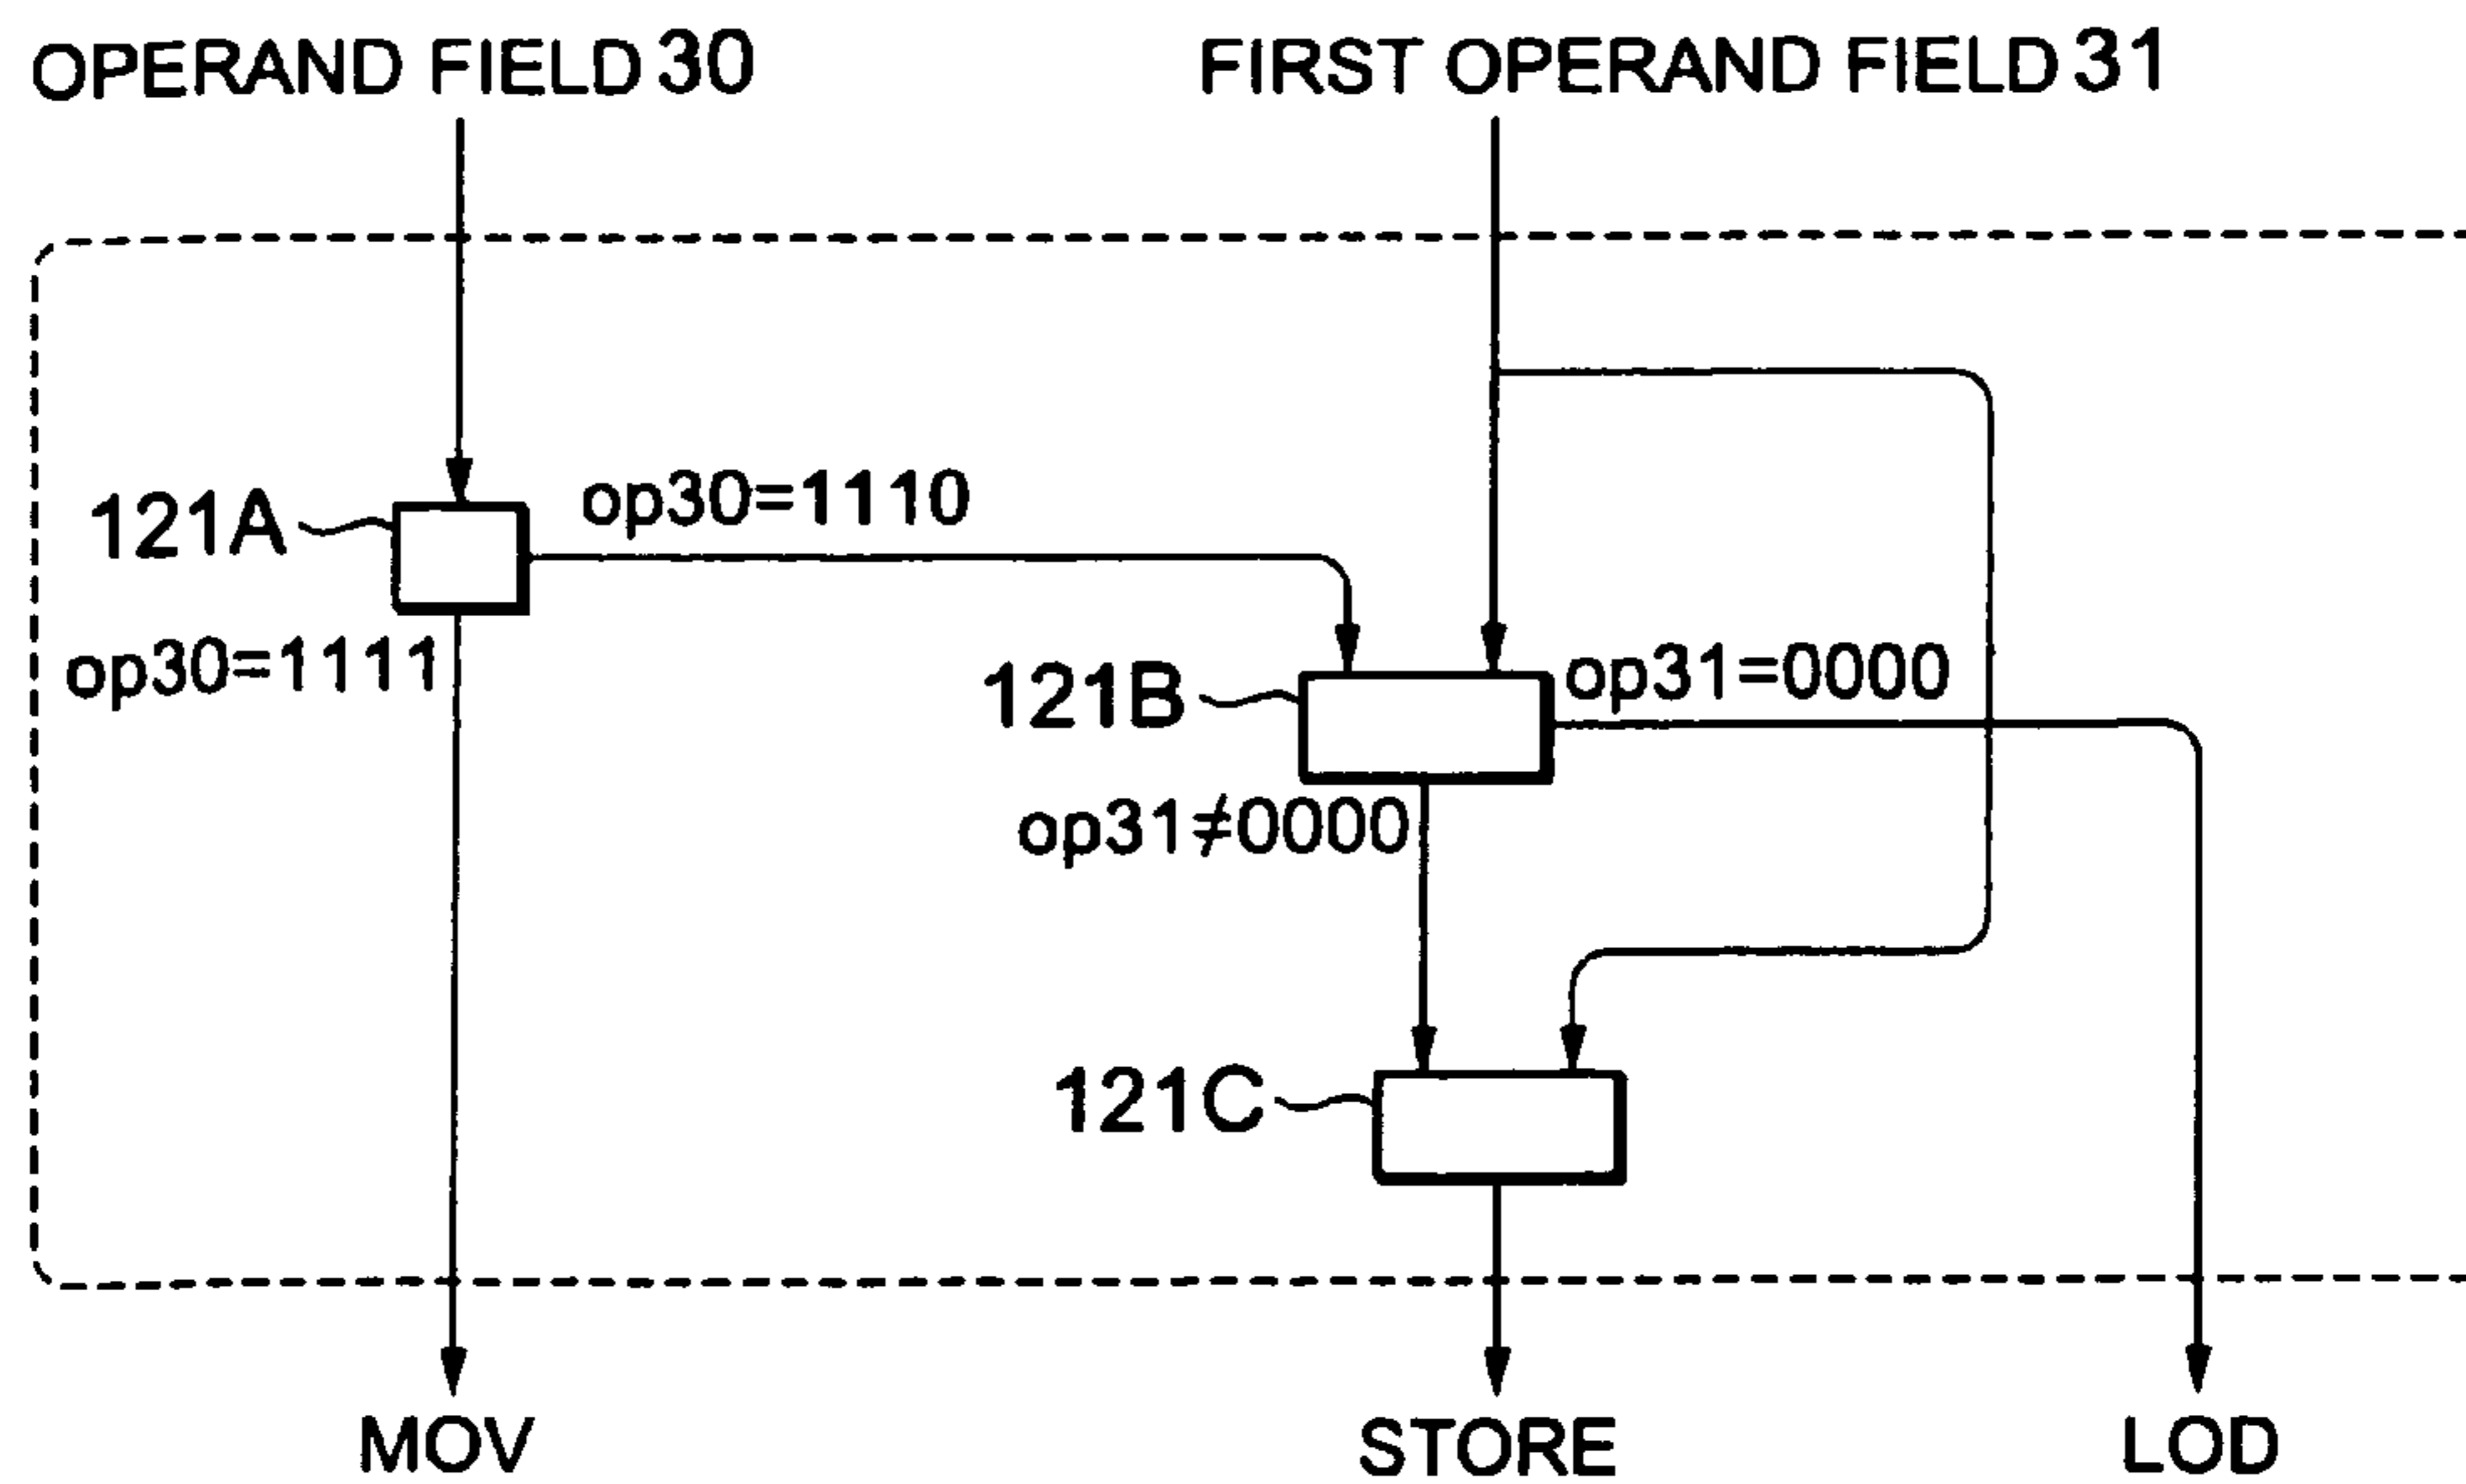 OPERAND FIELD 30
FIRST OPERAND FIELD 31
121A
op30=1110
op30=1111
121B
op31=0000
op31≠0000
121C
MOV
STORE
LOD